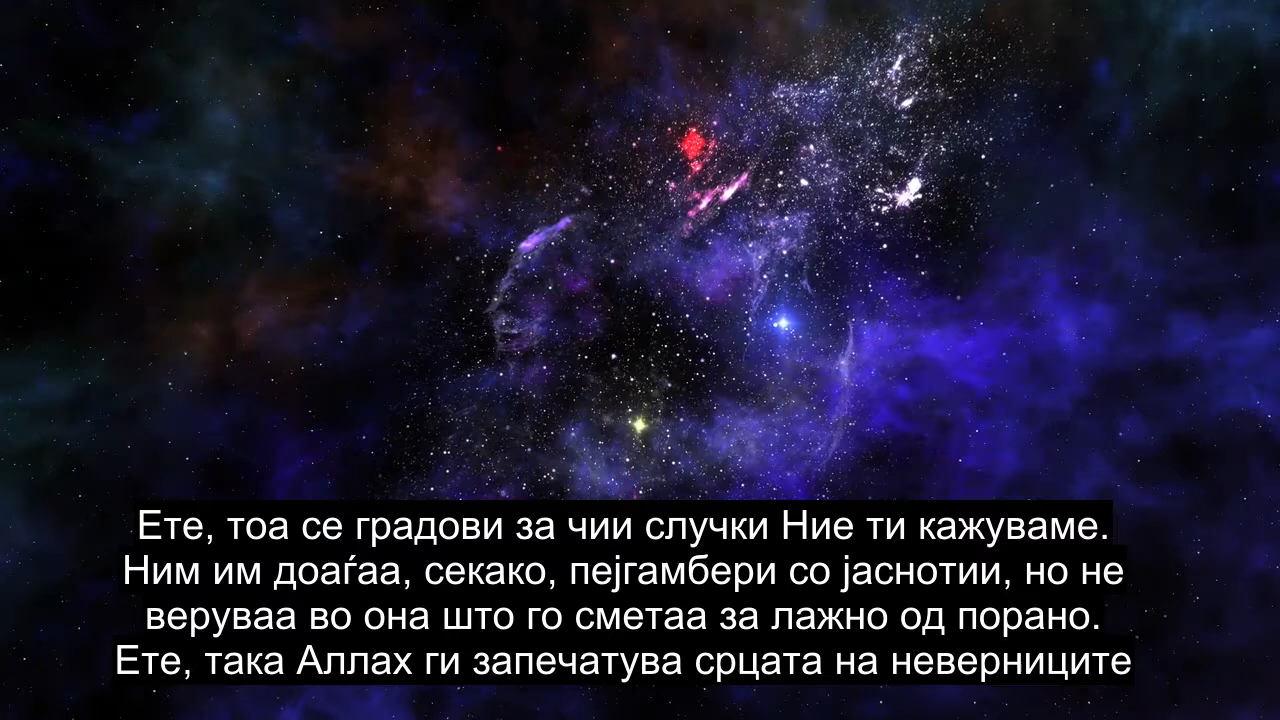 Ете, тоа се градови за чии случки Ние ти кажуваме.
Ним им доаѓаа, секако, пејгамбери со јаснотии, но не
веруваа во она што го сметаа за лажно од порано.
Ете, така Аллах ги запечатува срцата на неверниците